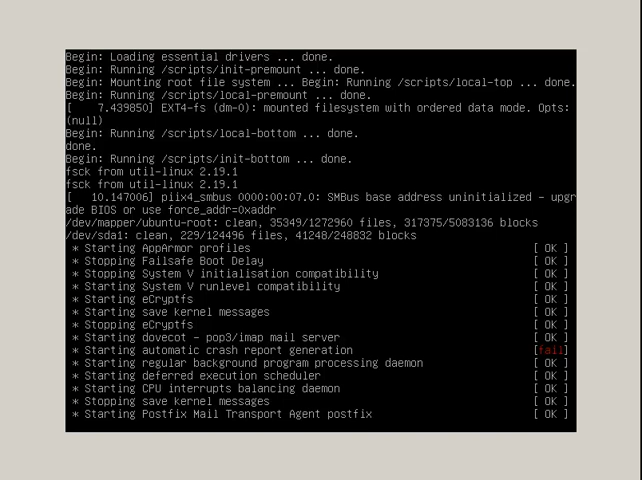 Begin: Loading essential drivers ... done.
Begin: Running /scripts/init-premount ... done.
Begin: Mounting root file system ... Begin: Running /scripts/local-top ... done.
Begin: Running /scripts/local-premount ... done.
[    7.439850] EXT4-fs (dm-0): mounted filesystem with ordered data mode. Opts:
(null)
Begin: Running /scripts/local-bottom ... done.
done.
Begin: Running /scripts/init-bottom ... done.
fsck from util-linux 2.19.1
fsck from util-linux 2.19.1
[   10.147006] piix4_smbus 0000:00:07.0: SMBus base address uninitialized - upgr
ade BIOS or use force_addr=0xaddr
/dev/mapper/ubuntu-root: clean, 35349/1272960 files, 317375/5083136 blocks
/dev/sda1: clean, 229/124496 files, 41248/248832 blocks
 * Starting AppArmor profiles [ OK ]
 * Stopping Failsafe Boot Delay [ OK ]
 * Stopping System V initialisation compatibility [ OK ]
 * Starting System V runlevel compatibility [ OK ]
 * Starting eCryptfs [ OK ]
 * Starting save kernel messages [ OK ]
 * Stopping eCryptfs [ OK ]
 * Starting dovecot - pop3/imap mail server [ OK ]
 * Starting automatic crash report generation [fail]
 * Starting regular background program processing daemon [ OK ]
 * Starting deferred execution scheduler [ OK ]
 * Starting CPU interrupts balancing daemon [ OK ]
 * Stopping save kernel messages [ OK ]
 * Starting Postfix Mail Transport Agent postfix [ OK ]